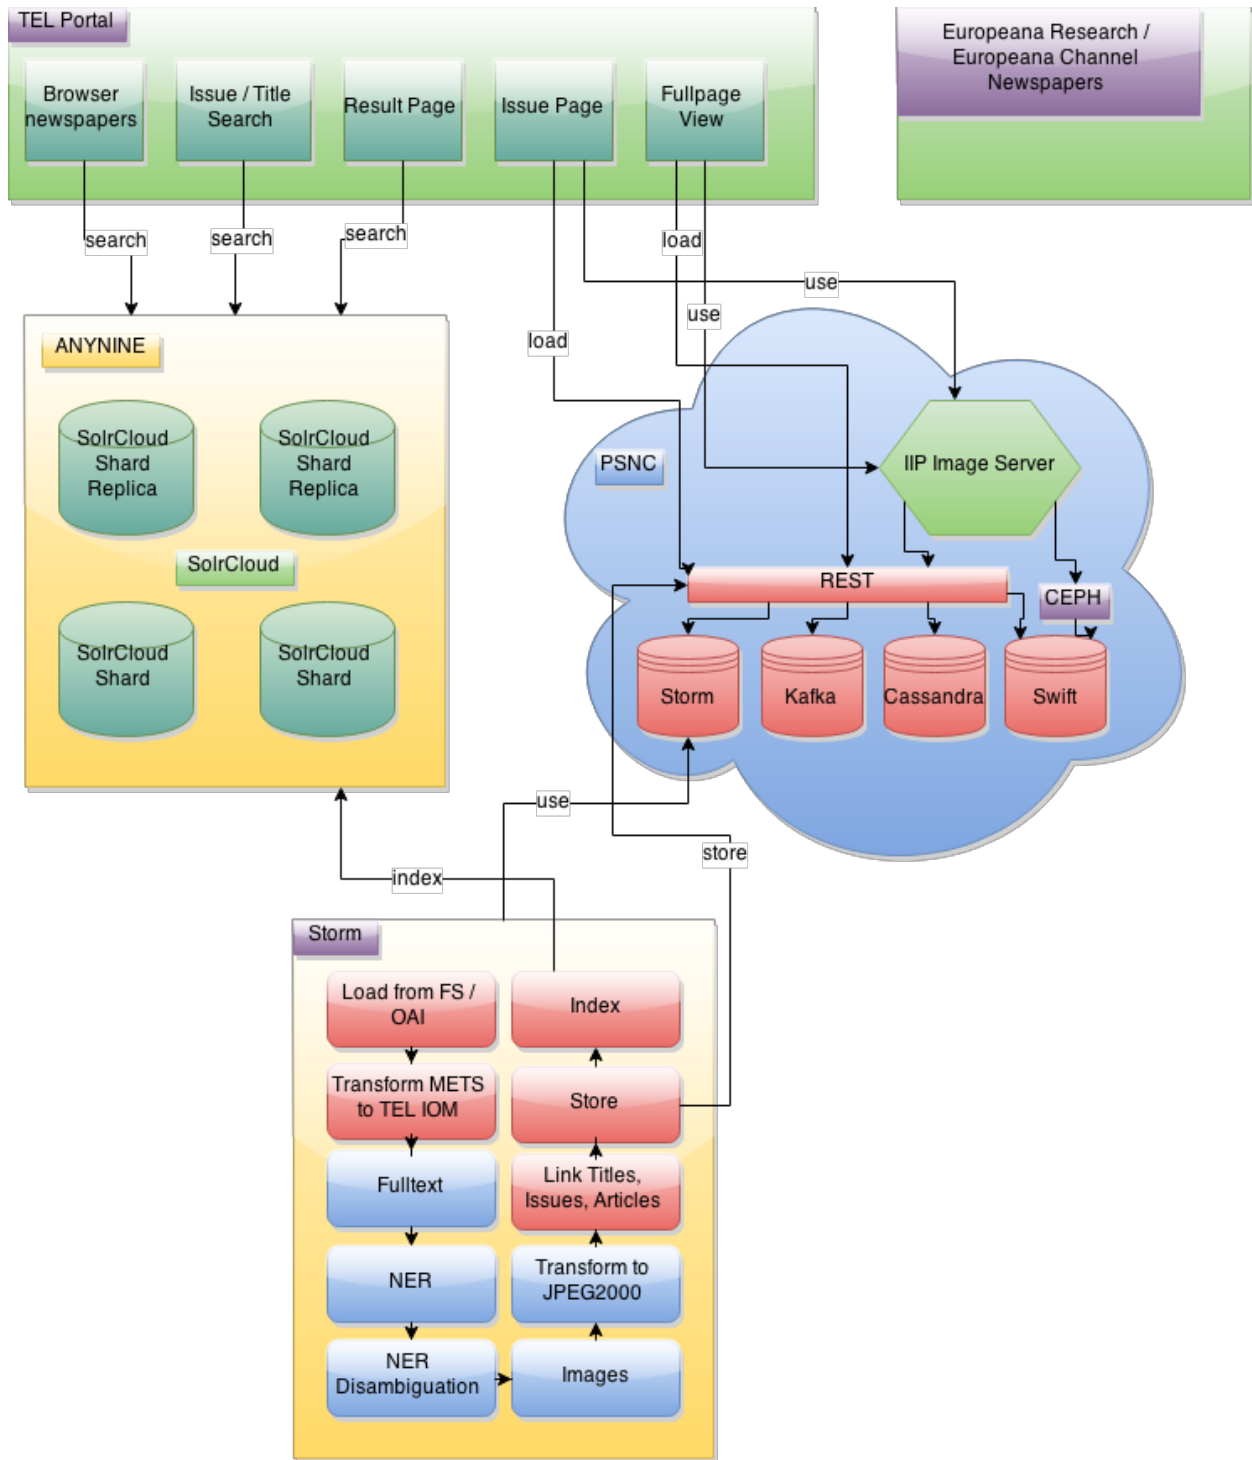 TEL Portal
Europeana Research /
Europeana Channel
Newspapers
Browser
newspapers
Issue / Title
Search
Result Page
Issue Page
Fullpage
View
search
search
search
load
use
use
load
ANYNINE
SolrCloud
Shard
Replica
SolrCloud
Shard
Replica
SolrCloud
SolrCloud
Shard
SolrCloud
Shard
PSNC
IIP Image Server
REST
CEPH
Storm
Kafka
Cassandra
Swift
use
store
index
Storm
Load from FS /
OAI
Transform METS
to TEL IOM
Fulltext
NER
NER
Disambiguation
Index
Store
Link Titles,
Issues, Articles
Transform to
JPEG2000
Images